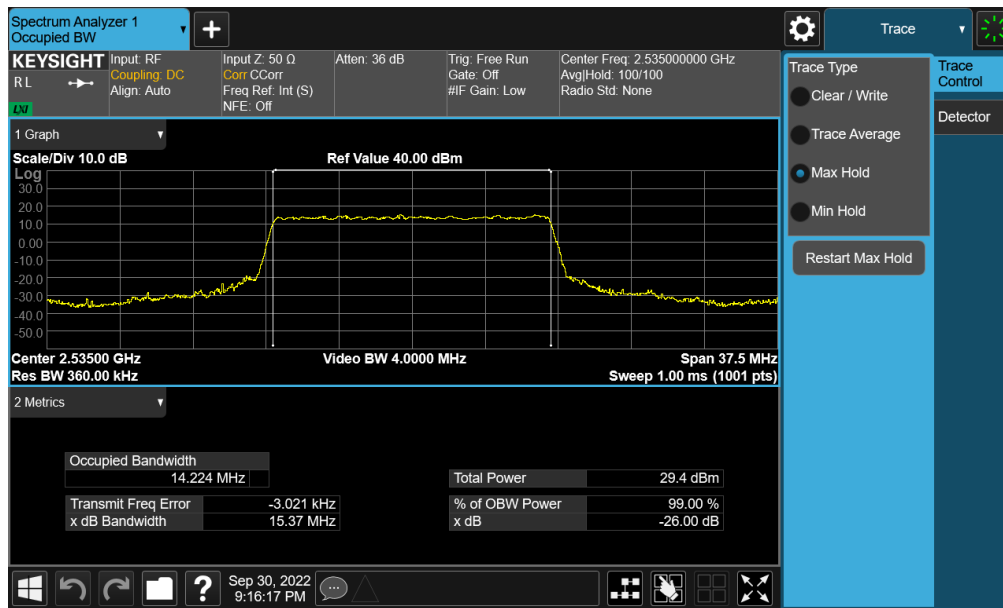 Spectrum Analyzer 1
Occupied BW
+
Trace
KEYSIGHT
RL
LXI
Input: RF
Coupling: DC
Align: Auto
Input Z: 50 Ω
Corr CCorr
Freq Ref: Int (S)
NFE: Off
Atten: 36 dB
Trig: Free Run
Gate: Off
#IF Gain: Low
Center Freq: 2.535000000 GHz
Avg|Hold: 100/100
Radio Std: None
Trace Type
Clear / Write
Trace Average
Max Hold
Min Hold
Restart Max Hold
Trace
Control
Detector
1 Graph
Scale/Div 10.0 dB
Ref Value 40.00 dBm
Log
30.0
20.0
10.0
0.00
-10.0
-20.0
-30.0
-40.0
-50.0
Center 2.53500 GHz
Video BW 4.0000 MHz
Span 37.5 MHz
Res BW 360.00 kHz
Sweep 1.00 ms (1001 pts)
2 Metrics
Occupied Bandwidth
14.224 MHz
Total Power 29.4 dBm
Transmit Freq Error -3.021 kHz
% of OBW Power 99.00 %
x dB Bandwidth 15.37 MHz
x dB -26.00 dB
?
Sep 30, 2022
9:16:17 PM